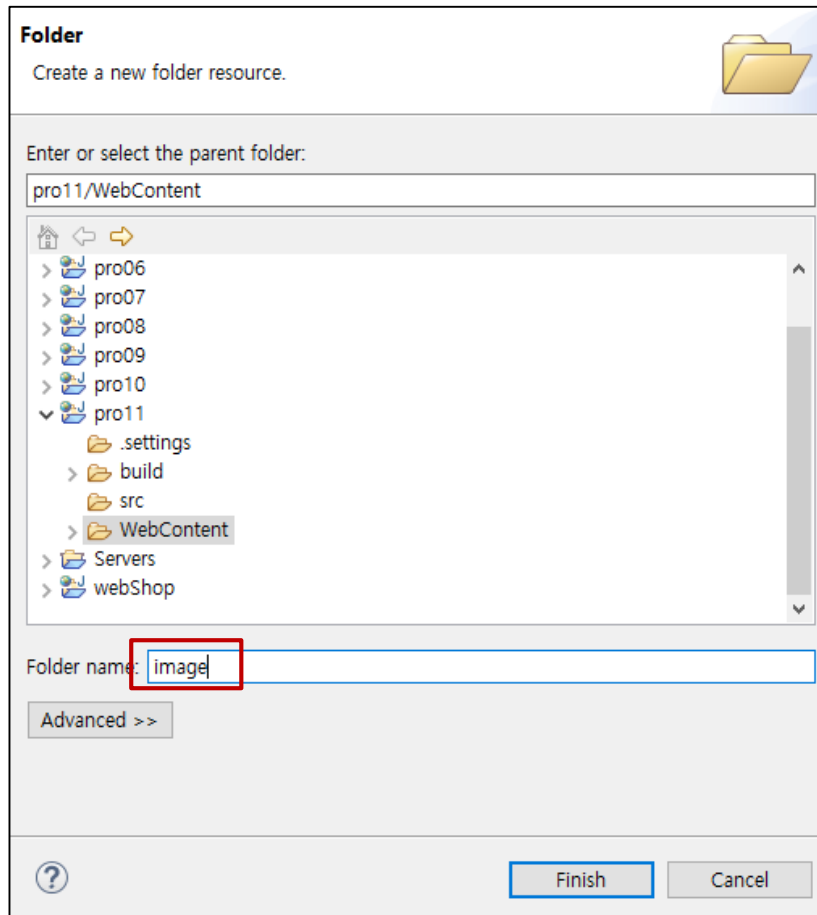 Folder
Create a new folder resource.
Enter or select the parent folder:
pro11/WebContent
pro06
pro07
pro08
pro09
pro10
pro11
.settings
build
src
WebContent
Servers
webShop
Folder name: image
Advanced >>
?
Finish Cancel